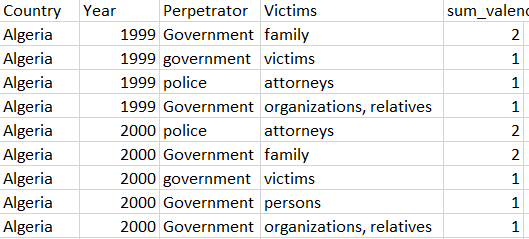 Country Year Perpetrator Victims sum_valenc
Algeria 1999 Government family 2
Algeria 1999 government victims 1
Algeria 1999 police attorneys 1
Algeria 1999 Government organizations, relatives 1
Algeria 2000 police attorneys 2
Algeria 2000 Government family 2
Algeria 2000 government victims 1
Algeria 2000 Government persons 1
Algeria 2000 Government organizations, relatives 1